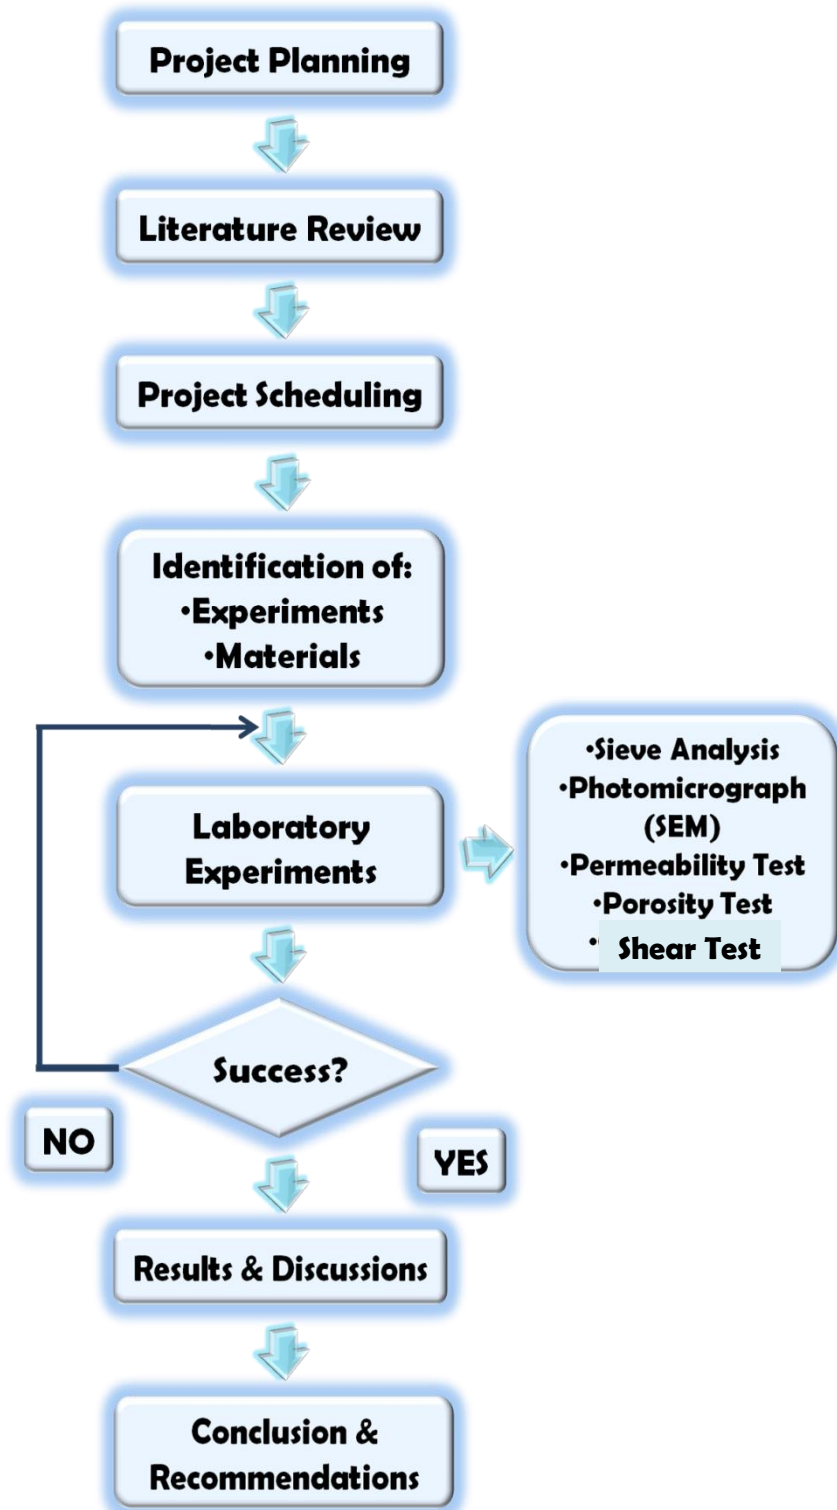 Project Planning
Literature Review
Project Scheduling
Identification of:
•Experiments
•Materials
Laboratory
Experiments
•Sieve Analysis
•Photomicrograph
(SEM)
•Permeability Test
•Porosity Test
• Shear Test
Success?
NO
YES
Results & Discussions
Conclusion &
Recommendations